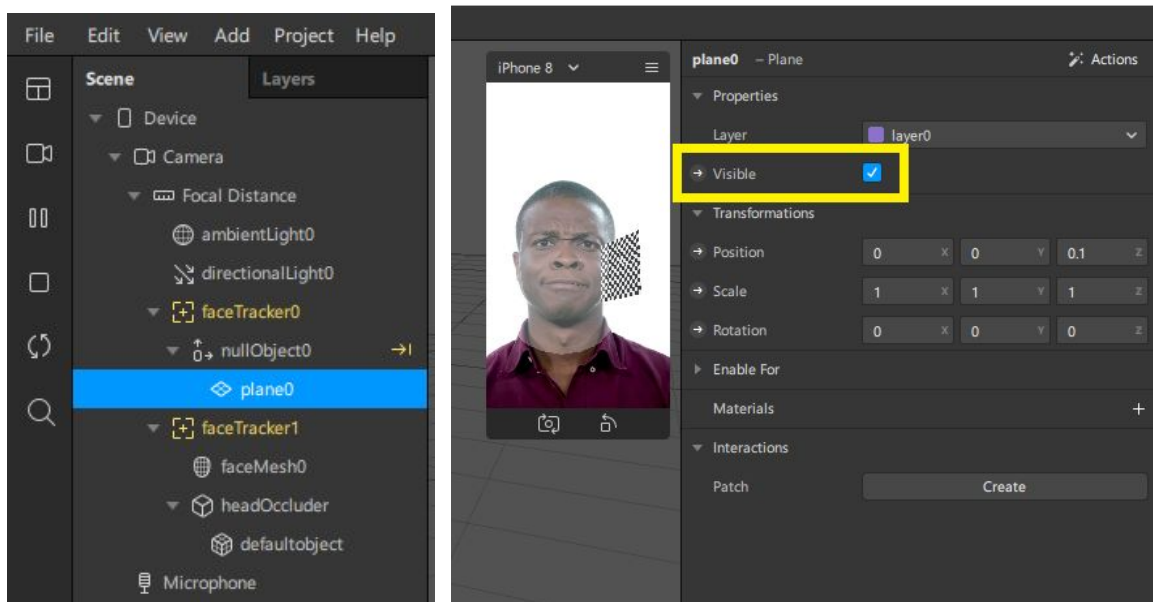 File Edit View Add Project Help
Scene Layers
Device
Camera
Focal Distance
ambientLight0
directionalLight0
faceTracker0
nullObject0
plane0
faceTracker1
faceMesh0
headOccluder
defaultobject
Microphone
iPhone 8
plane0 – Plane Actions
Properties
Layer layer0
Visible
Transformations
Position 0 X 0 Y 0.1 Z
Scale 1 X 1 Y 1 Z
Rotation 0 X 0 Y 0 Z
Enable For
Materials +
Interactions
Patch Create